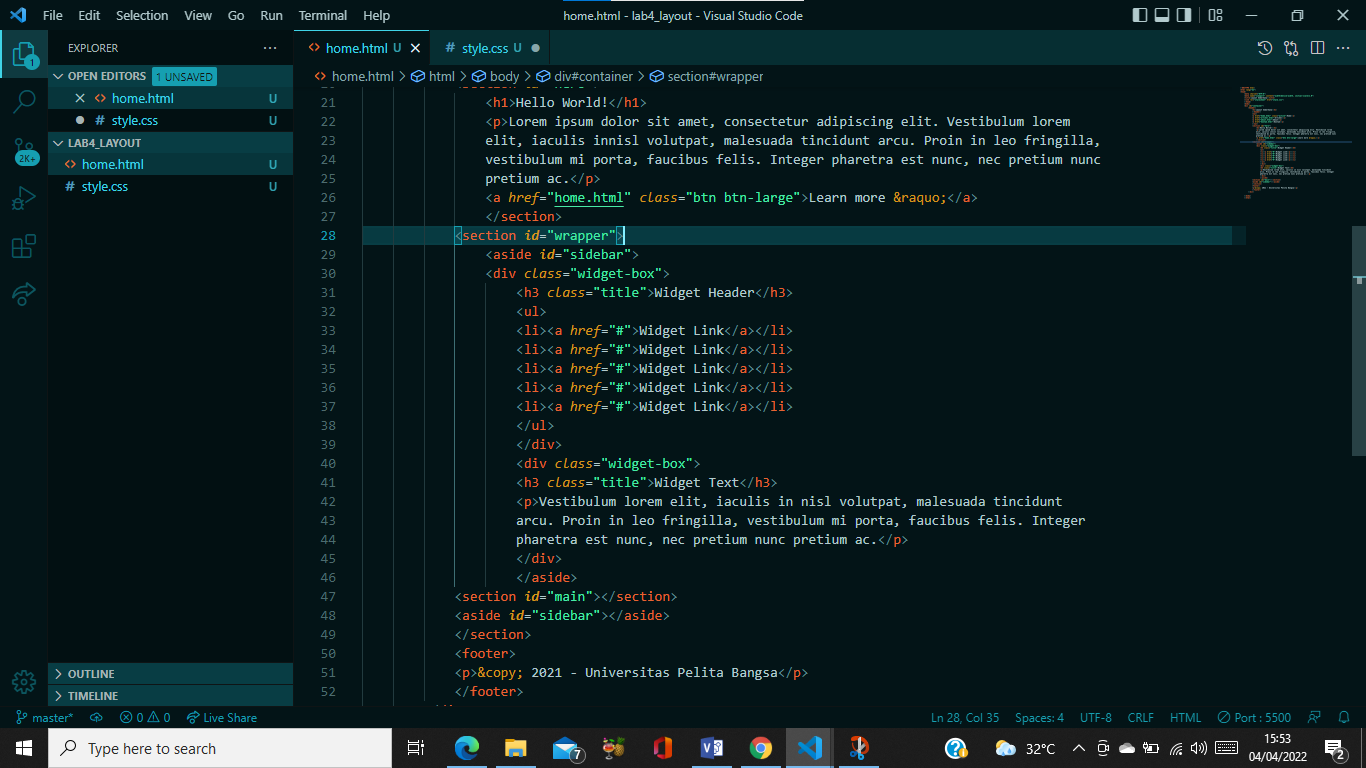 File Edit Selection View Go Run Terminal Help
home.html - lab4_layout - Visual Studio Code
EXPLORER
OPEN EDITORS 1 UNSAVED
home.html U
style.css U
LAB4_LAYOUT
home.html U
style.css U
OUTLINE
TIMELINE
1
2K+
home.html U
style.css U
home.html > html > body > div#container > section#wrapper
21 <h1>Hello World!</h1>
22 <p>Lorem ipsum dolor sit amet, consectetur adipiscing elit. Vestibulum lorem
23 elit, iaculis innisl volutpat, malesuada tincidunt arcu. Proin in leo fringilla,
24 vestibulum mi porta, faucibus felis. Integer pharetra est nunc, nec pretium nunc
25 pretium ac.</p>
26 <a href="home.html" class="btn btn-large">Learn more &raquo;</a>
27 </section>
28 <section id="wrapper">
29 <aside id="sidebar">
30 <div class="widget-box">
31 <h3 class="title">Widget Header</h3>
32 <ul>
33 <li><a href="#">Widget Link</a></li>
34 <li><a href="#">Widget Link</a></li>
35 <li><a href="#">Widget Link</a></li>
36 <li><a href="#">Widget Link</a></li>
37 <li><a href="#">Widget Link</a></li>
38 </ul>
39 </div>
40 <div class="widget-box">
41 <h3 class="title">Widget Text</h3>
42 <p>Vestibulum lorem elit, iaculis in nisl volutpat, malesuada tincidunt
43 arcu. Proin in leo fringilla, vestibulum mi porta, faucibus felis. Integer
44 pharetra est nunc, nec pretium nunc pretium ac.</p>
45 </div>
46 </aside>
47 <section id="main"></section>
48 <aside id="sidebar"></aside>
49 </section>
50 <footer>
51 <p>&copy; 2021 - Universitas Pelita Bangsa</p>
52 </footer>
master* 0 0 Live Share
Ln 28, Col 35 Spaces: 4 UTF-8 CRLF HTML Port : 5500
Type here to search
7
32°C
15:53
04/04/2022
2